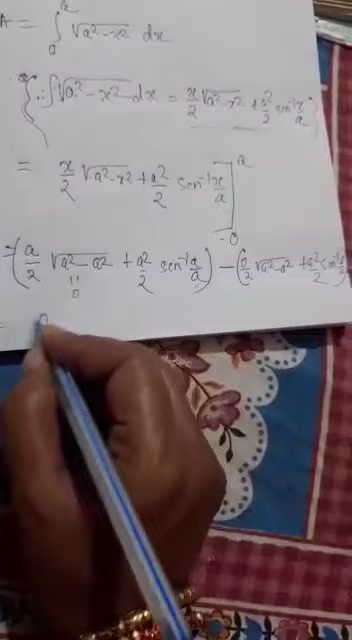 A = ∫₀ᵃ √a²-x² dx
{∵ ∫√a²-x² dx = x/2 √a²-x² + a²/2 sin⁻¹ x/a}
= x/2 √a²-x² + a²/2 sin⁻¹ x/a ]₀ᵃ
= (a/2 √a²-a² + a²/2 sin⁻¹ a/a) - (0/2 √a²-0² + a²/2 sin⁻¹
|| 0
= 0